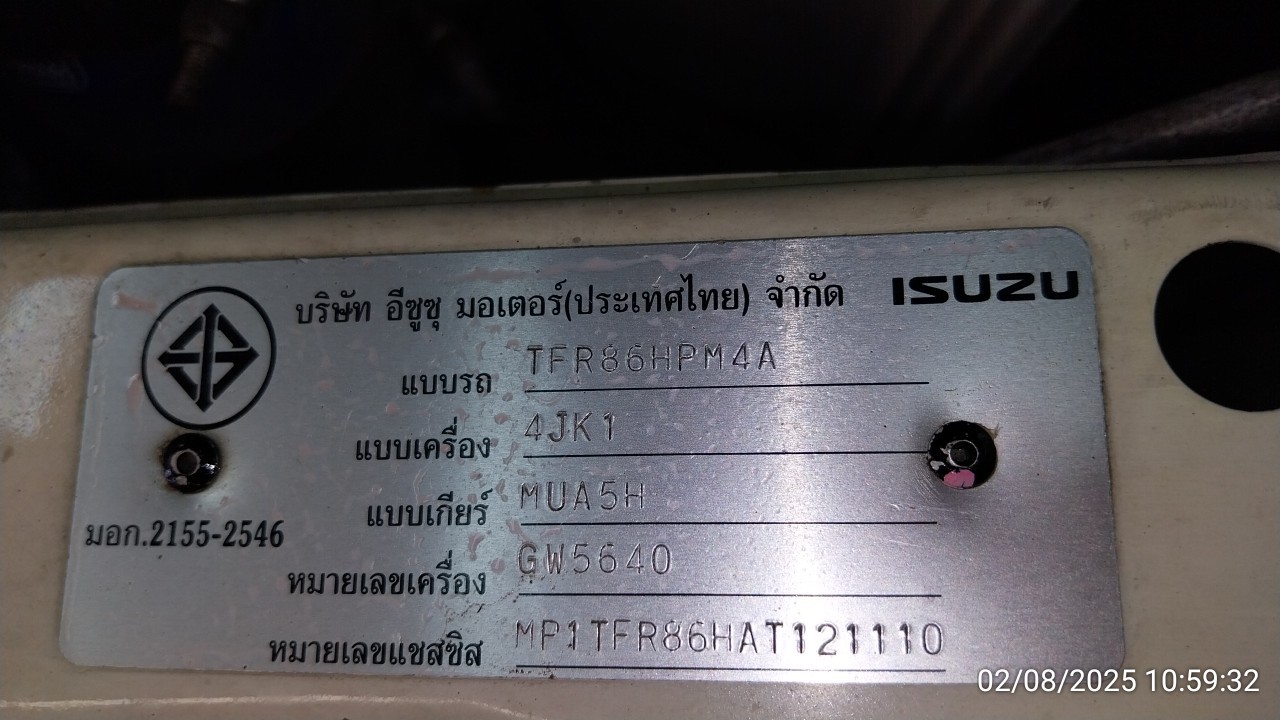 บริษัท อีซูซุ มอเตอร์(ประเทศไทย) จำกัด ISUZU
แบบรถ TFR86HPM4A
แบบเครื่อง 4JK1
แบบเกียร์ MUA5H
มอก.2155-2546
หมายเลขเครื่อง GW5640
หมายเลขแชสซิส MP1TFR86HAT121110
02/08/2025 10:59:32